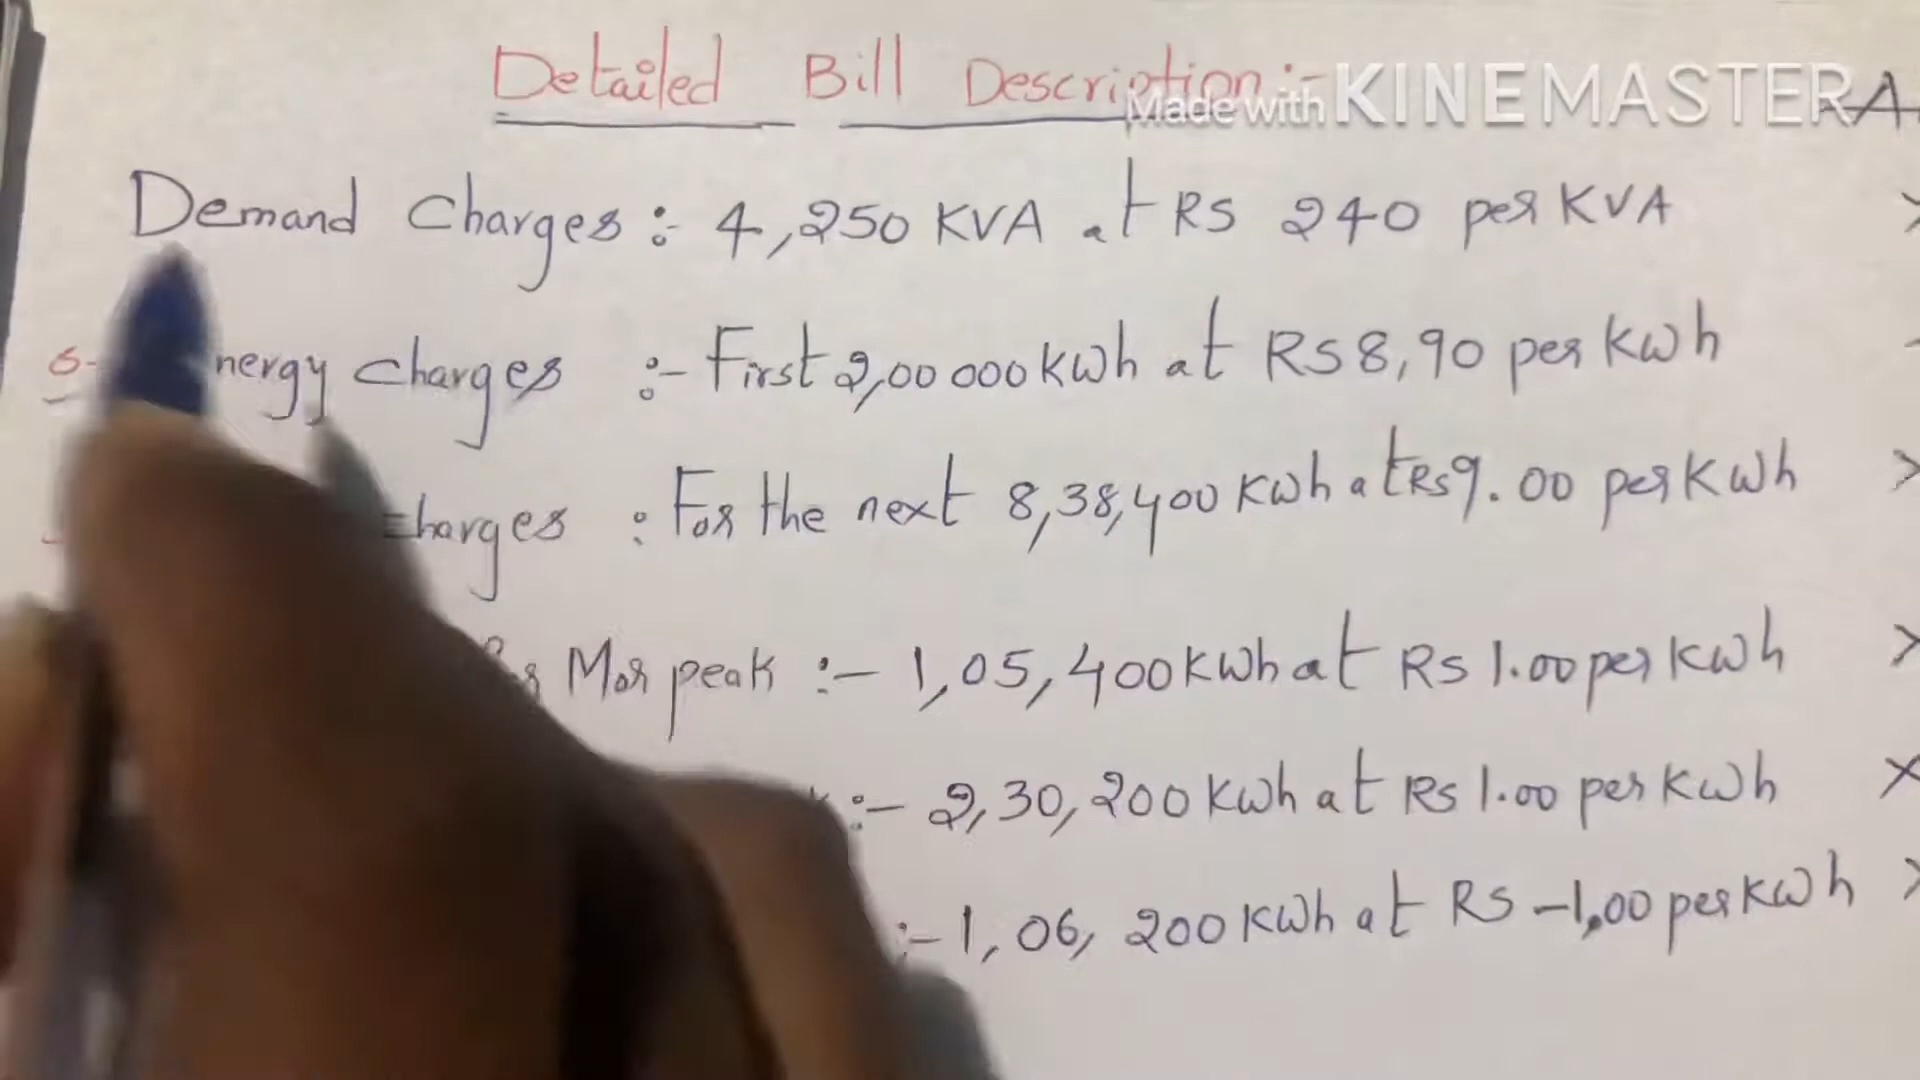 Detailed Bill Description :-
Made with KINEMASTER
Demand Charges :- 4,250 KVA at RS 240 per KVA
nergy charges :- First 2,00 000 kwh at RS 8,90 per kwh
charges : For the next 8,38,400 KWh at Rs 9.00 per KWh
Mor peak :- 1,05,400 KWh at Rs 1.00 per kwh
:- 2,30,200 KWh at Rs 1.00 per KWh
:- 1,06,200 KWh at RS -1,00 per kwh